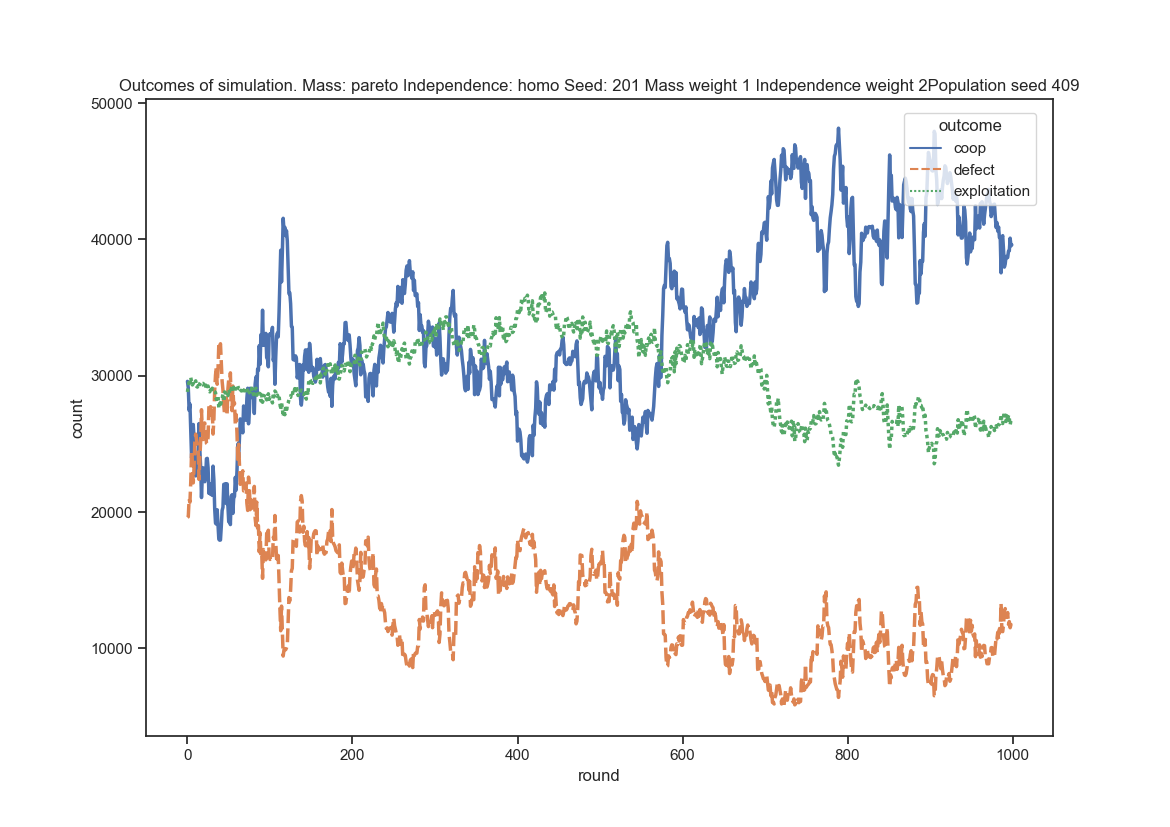 Outcomes of simulation. Mass: pareto Independence: homo Seed: 201 Mass weight 1 Independence weight 2Population seed 409
50000
40000
30000
20000
10000
count
outcome
coop
defect
exploitation
0
200
400
600
800
1000
round